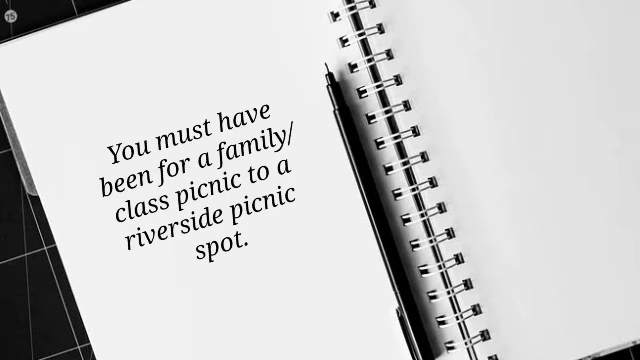 15
You must have
been for a family/
class picnic to a
riverside picnic
spot.